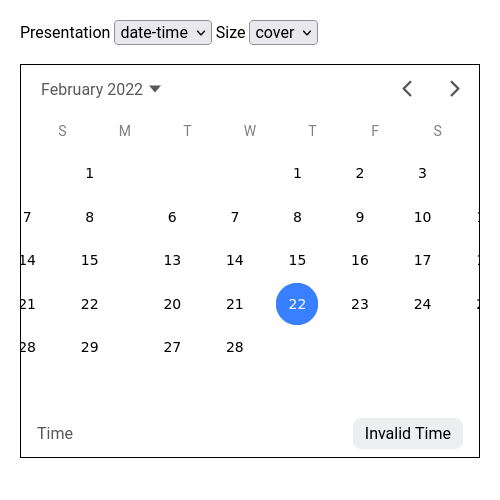 Presentation date-time Size cover
February 2022
S M T W T F S
1 1 2 3
7 8 6 7 8 9 10
14 15 13 14 15 16 17
21 22 20 21 22 23 24
28 29 27 28
Time Invalid Time